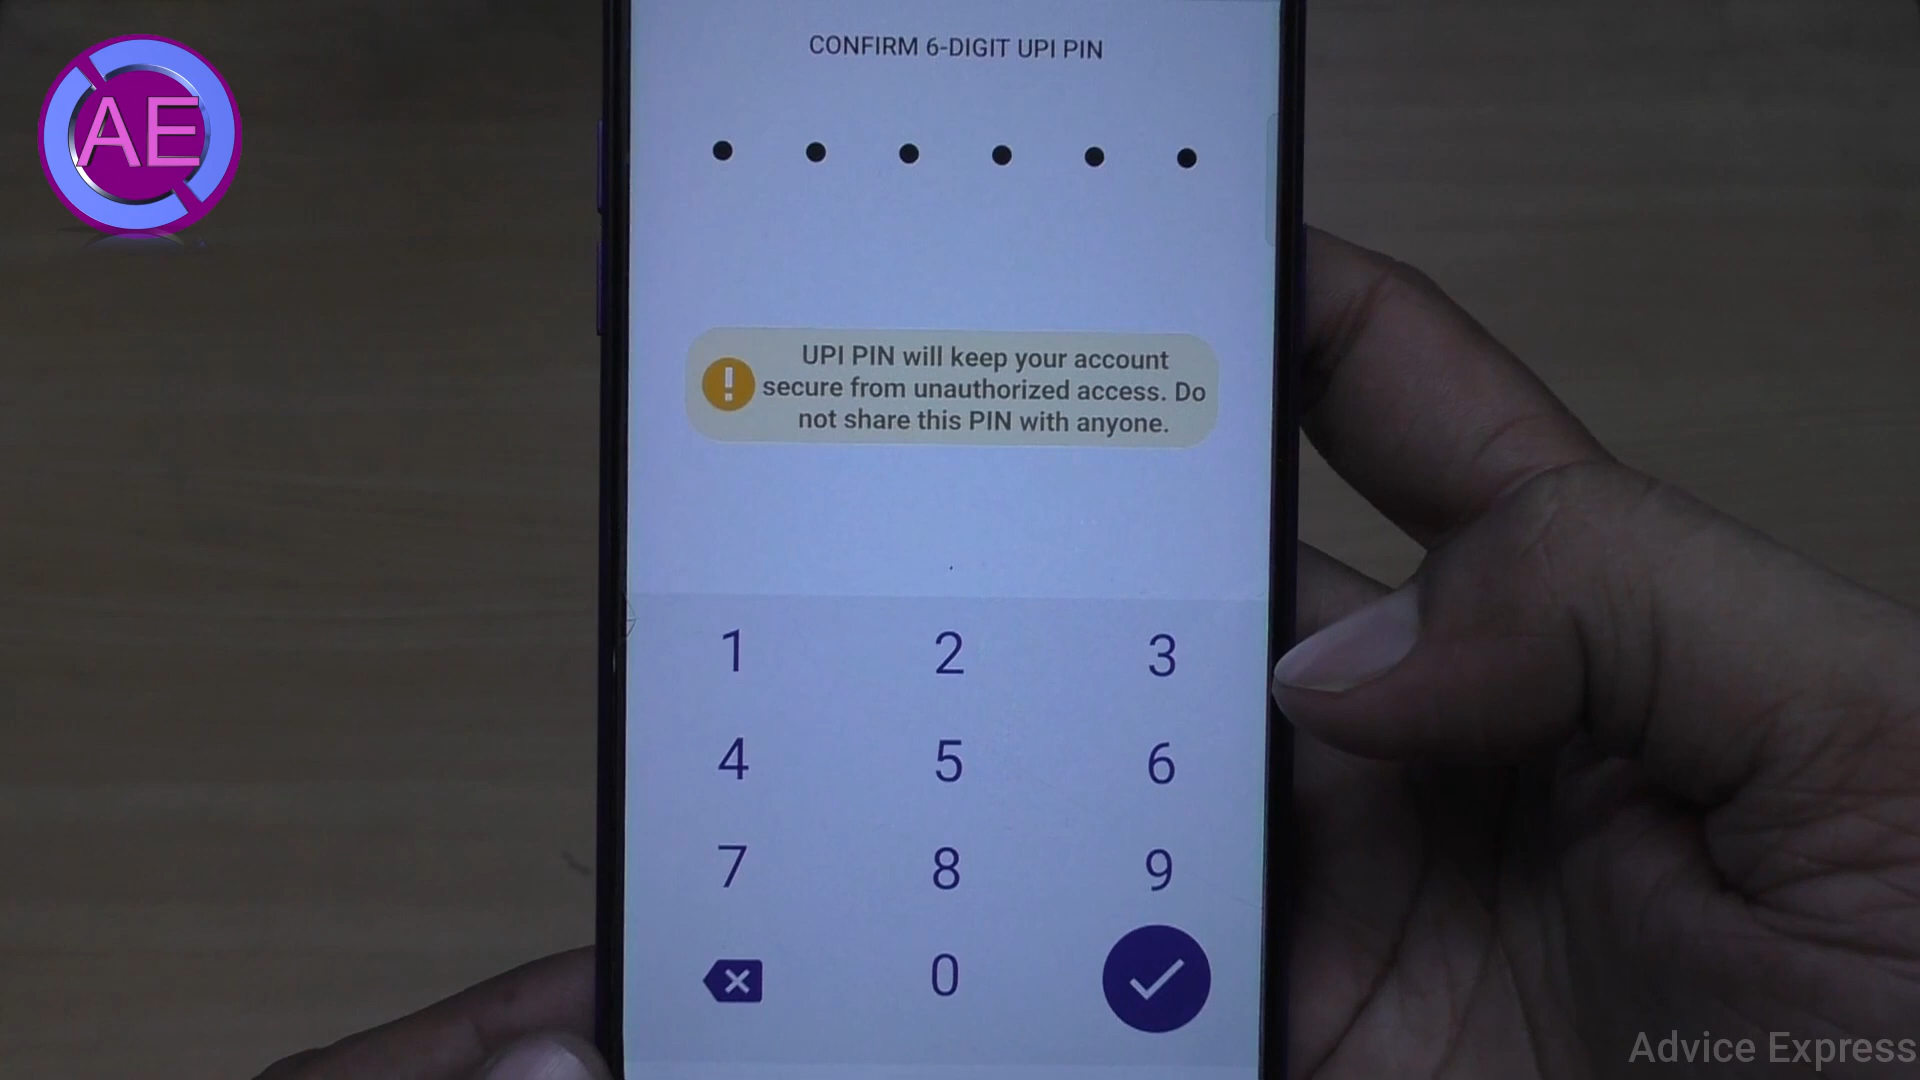 AE
CONFIRM 6-DIGIT UPI PIN
UPI PIN will keep your account
secure from unauthorized access. Do
not share this PIN with anyone.
1 2 3
4 5 6
7 8 9
0
Advice Express